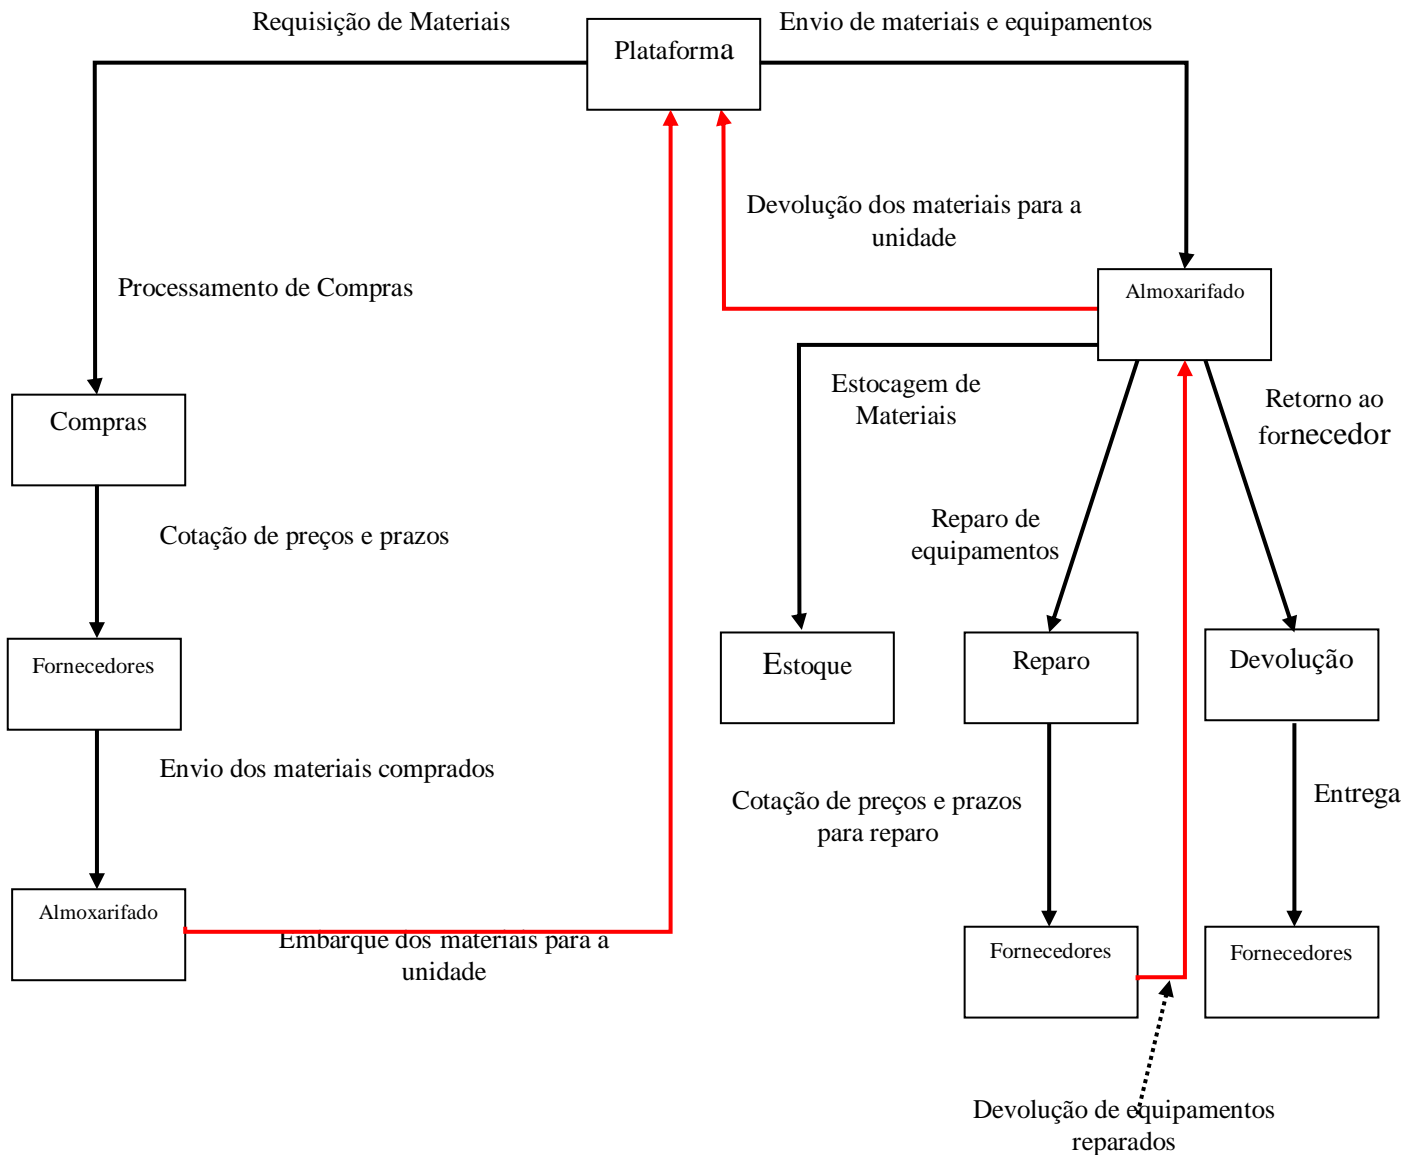 Requisição de Materiais
Plataforma
Envio de materiais e equipamentos
Devolução dos materiais para a
unidade
Processamento de Compras
Almoxarifado
Compras
Estocagem de
Materiais
Retorno ao
fornecedor
Cotação de preços e prazos
Reparo de
equipamentos
Fornecedores
Estoque
Reparo
Devolução
Envio dos materiais comprados
Cotação de preços e prazos
para reparo
Entrega
Almoxarifado
Embarque dos materiais para a
unidade
Fornecedores
Fornecedores
Devolução de equipamentos
reparados